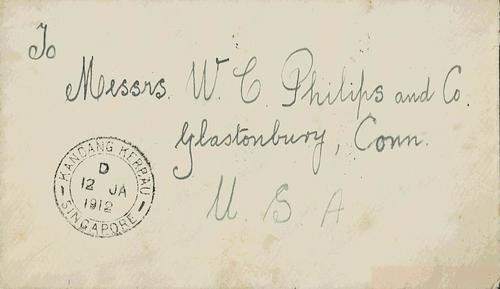 To
Messrs. W. C. Philips and Co.
Glastonbury, Conn.
U S A
KANDANG KERBAU
D
12 JA
1912
SINGAPORE